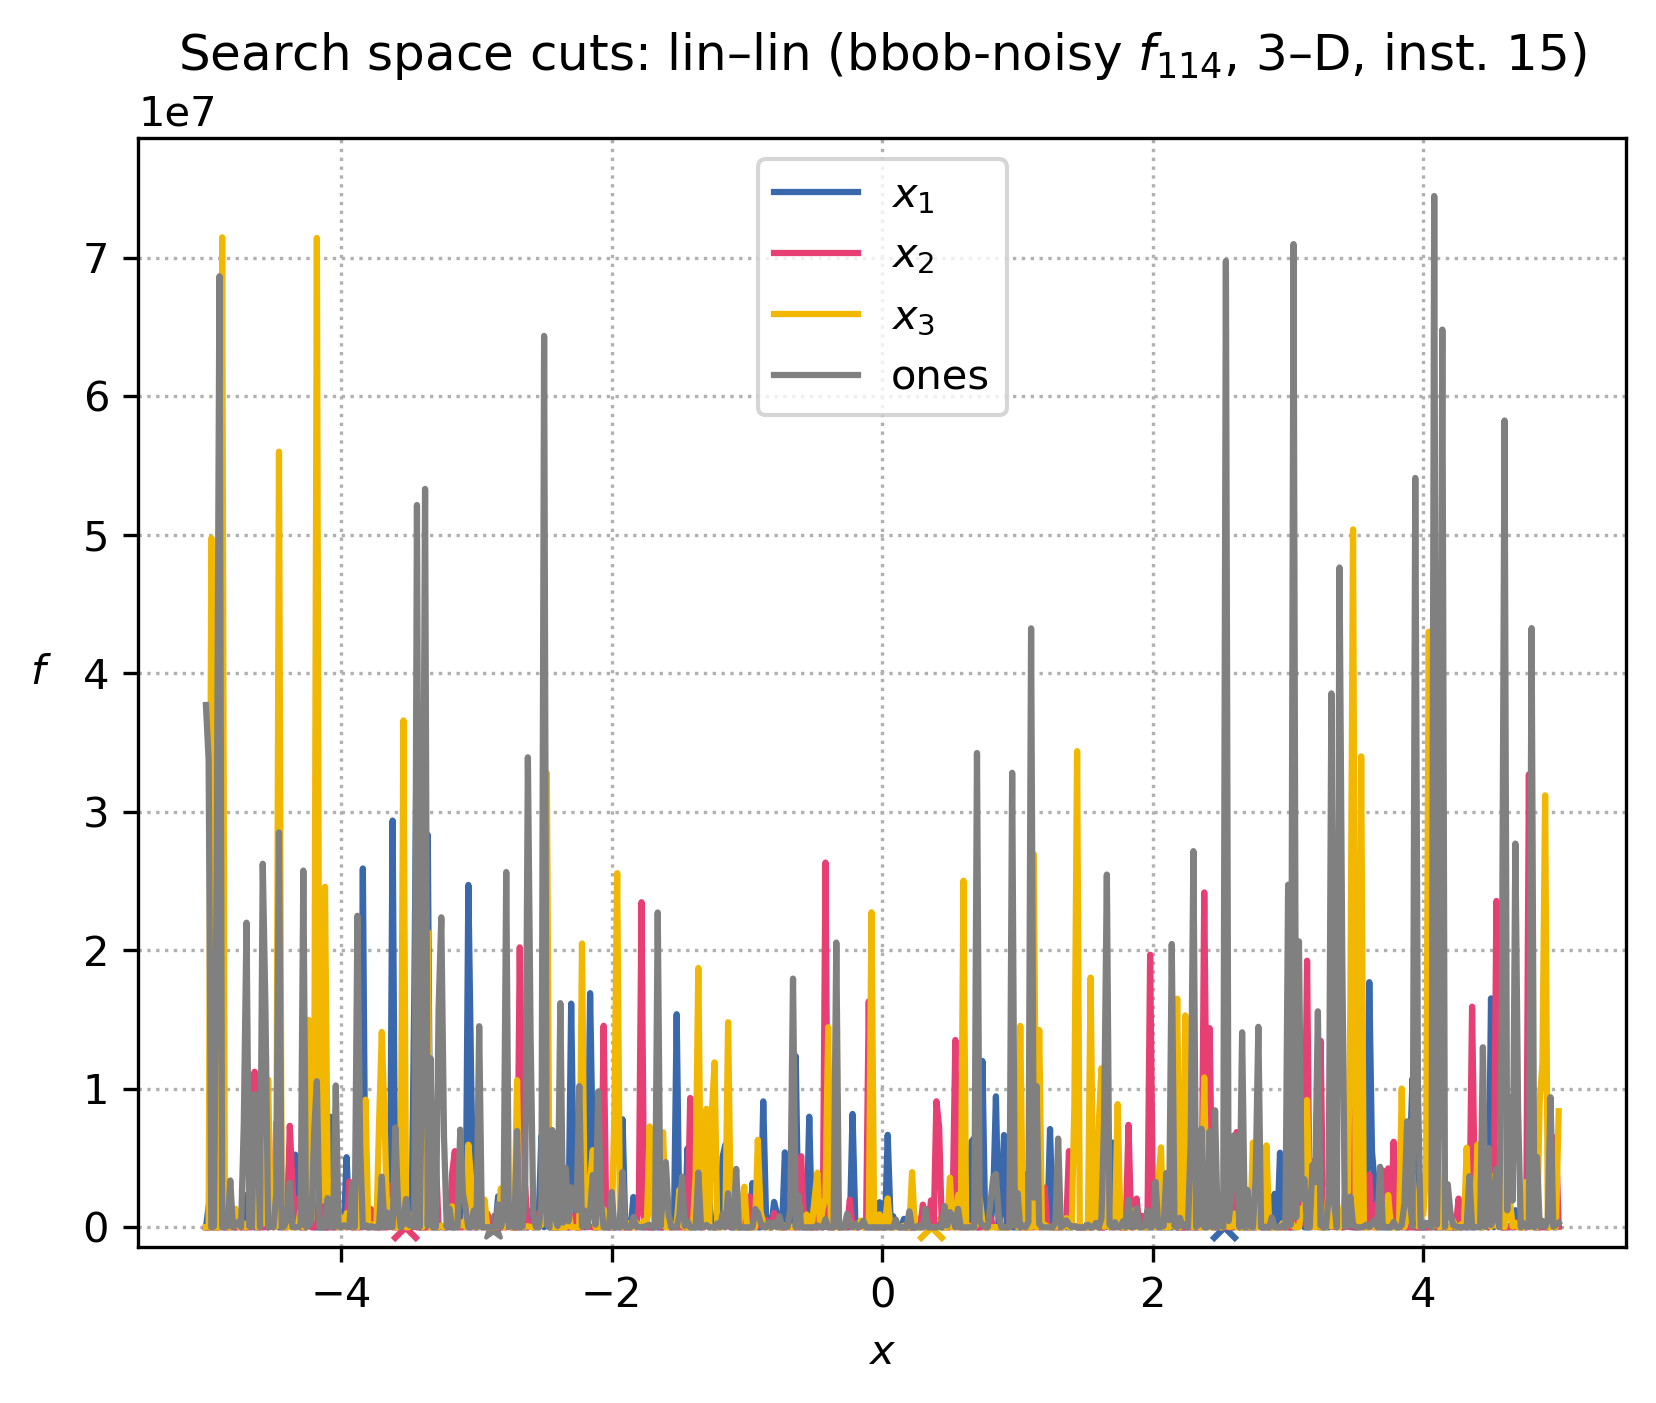 Search space cuts: lin–lin (bbob-noisy f₁₁₄, 3–D, inst. 15)
1e7
x₁
x₂
x₃
ones
7
6
5
4
3
2
1
0
f
−4 −2 0 2 4
x